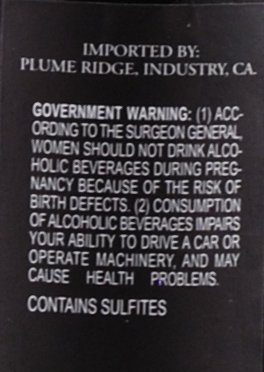 IMPORTED BY:
PLUME RIDGE, INDUSTRY, CA.
GOVERNMENT WARNING: (1) ACC-
ORDING TO THE SURGEON GENERAL,
WOMEN SHOULD NOT DRINK ALCO-
HOLIC BEVERAGES DURING PREG-
NANCY BECAUSE OF THE RISK OF
BIRTH DEFECTS. (2) CONSUMPTION
OF ALCOHOLIC BEVERAGES IMPAIRS
YOUR ABILITY TO DRIVE A CAR OR
OPERATE MACHINERY, AND MAY
CAUSE HEALTH PROBLEMS.
CONTAINS SULFITES